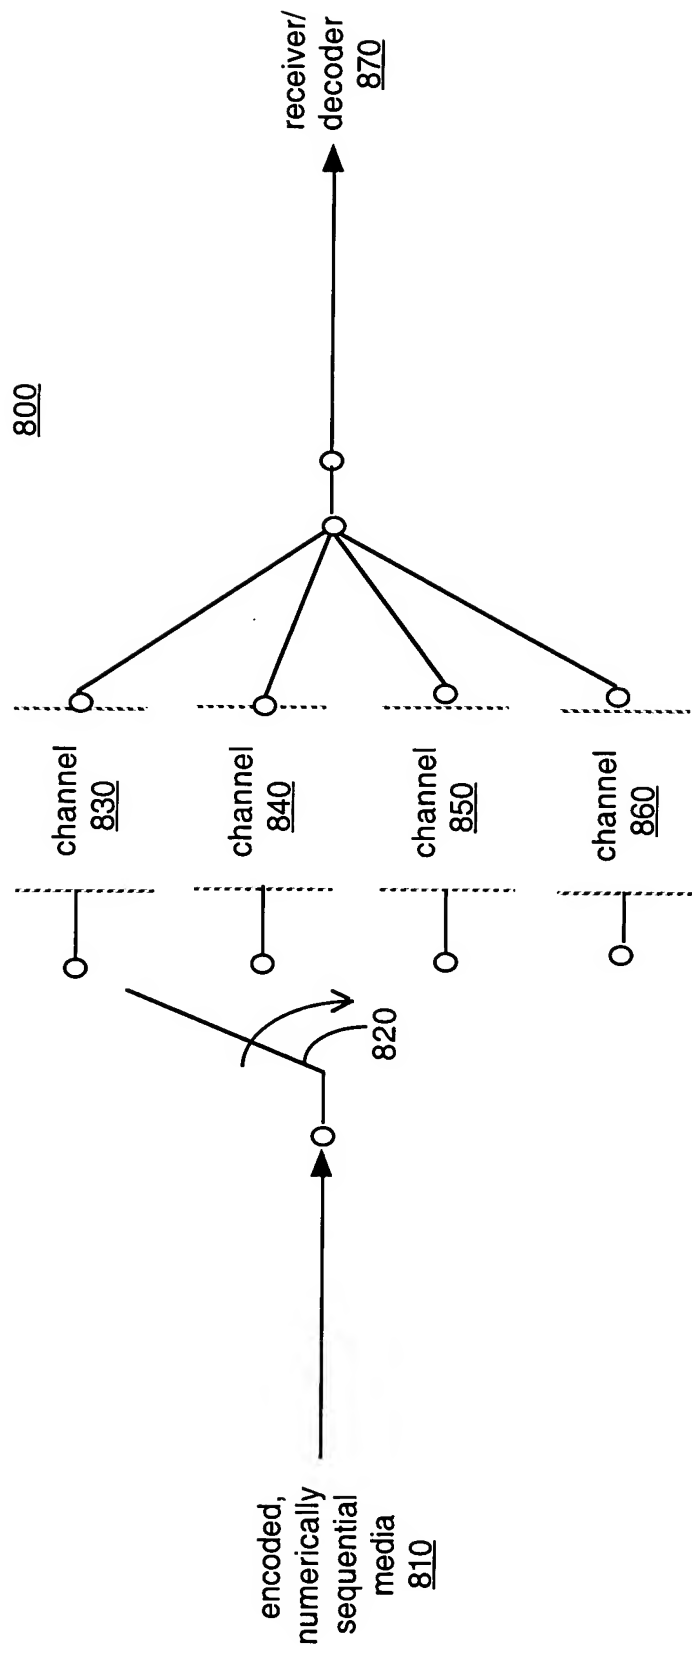 800
encoded,
numerically
sequential
media
810
820
channel
830
channel
840
channel
850
channel
860
receiver/
decoder
870